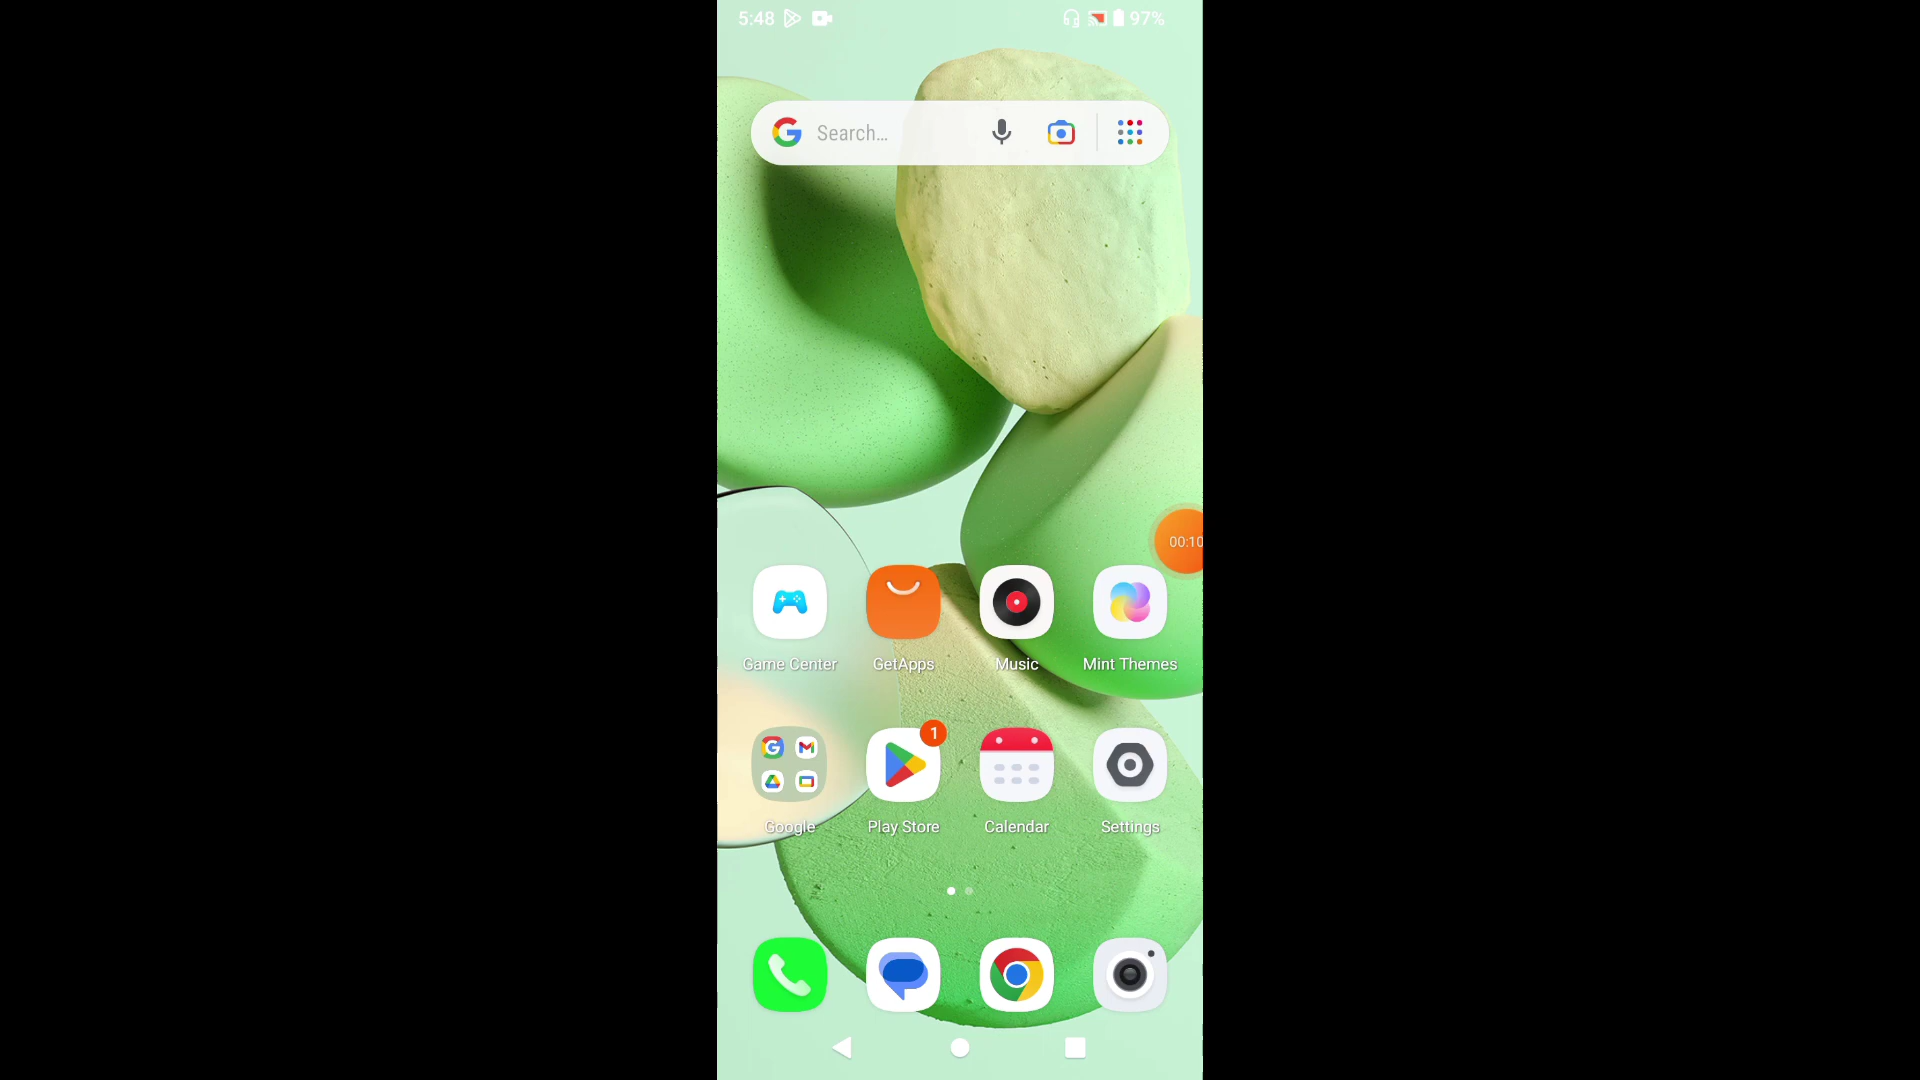 5:48 97%
Search...
00:10
Game Center GetApps Music Mint Themes
1
Google Play Store Calendar Settings